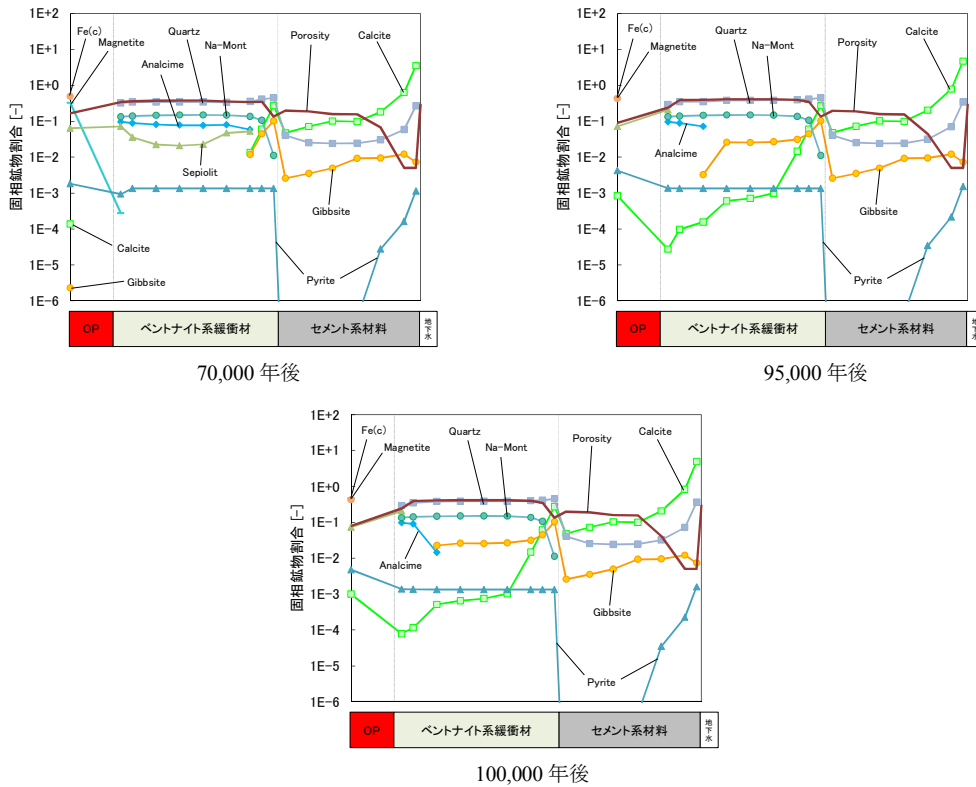 1E+2
1E+1
1E+0
1E-1
1E-2
1E-3
1E-4
1E-5
1E-6
固相鉱物割合 [-]
Fe(c)
Magnetite
Quartz
Na-Mont
Analcime
Porosity
Calcite
Sepiolit
Gibbsite
Calcite
Gibbsite
Pyrite
OP
ベントナイト系緩衝材
セメント系材料
地下水
70,000 年後
1E+2
1E+1
1E+0
1E-1
1E-2
1E-3
1E-4
1E-5
1E-6
固相鉱物割合 [-]
Fe(c)
Magnetite
Quartz
Na-Mont
Porosity
Calcite
Analcime
Gibbsite
Pyrite
OP
ベントナイト系緩衝材
セメント系材料
地下水
95,000 年後
1E+2
1E+1
1E+0
1E-1
1E-2
1E-3
1E-4
1E-5
1E-6
固相鉱物割合 [-]
Fe(c)
Magnetite
Quartz
Na-Mont
Porosity
Calcite
Analcime
Gibbsite
Pyrite
OP
ベントナイト系緩衝材
セメント系材料
地下水
100,000 年後